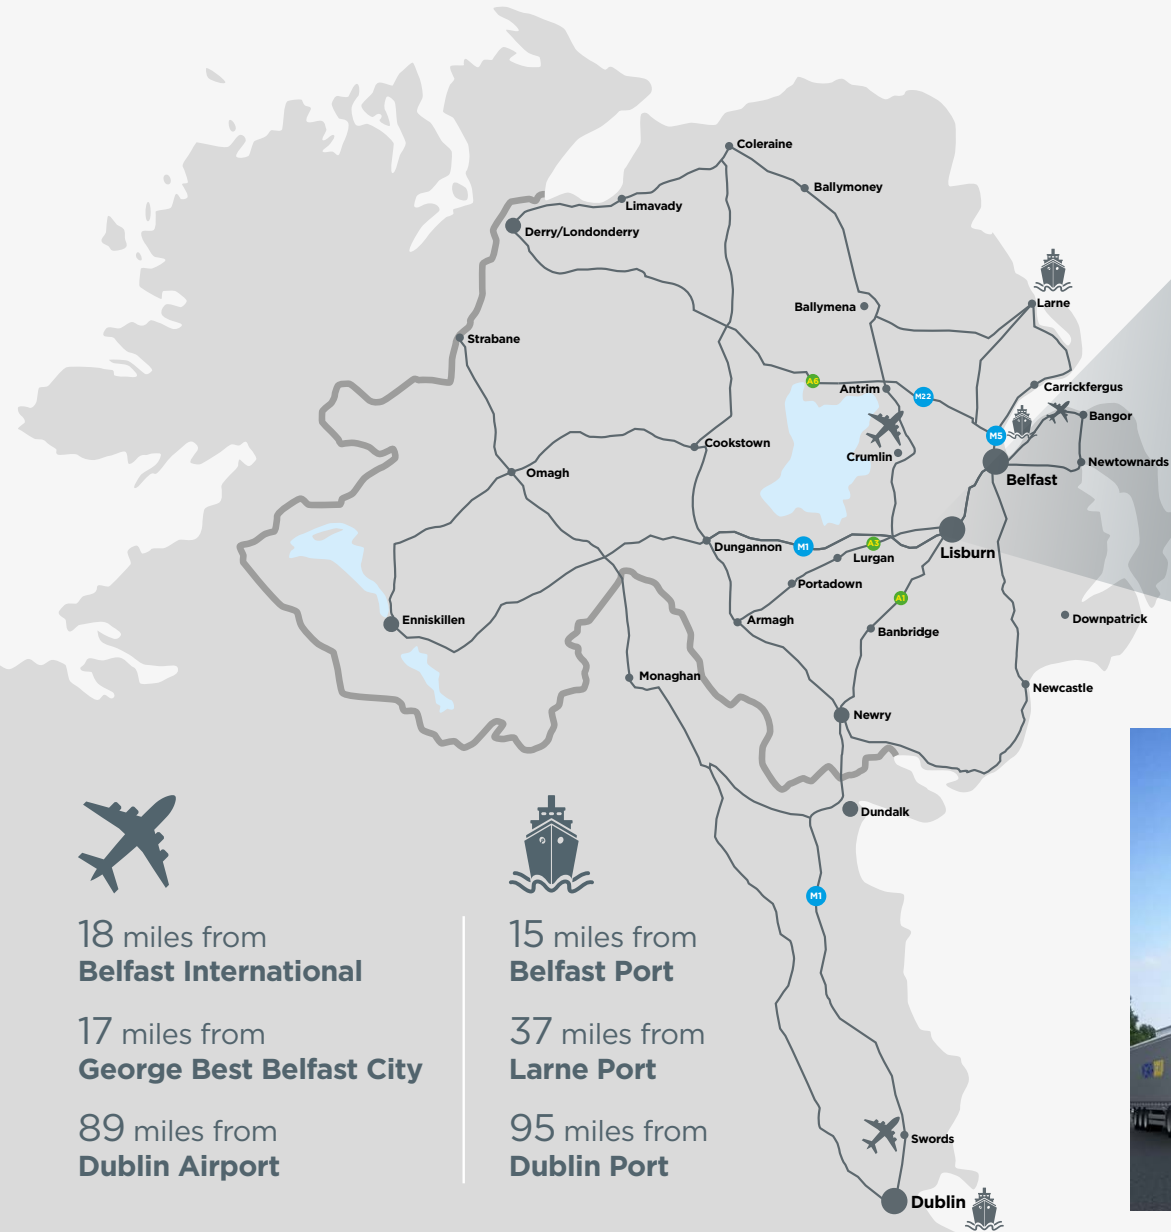 Coleraine
Ballymoney
Limavady
Derry/Londonderry
Ballymena
Larne
Strabane
A6
Antrim
M22
Carrickfergus
Bangor
M5
Cookstown
Crumlin
Newtownards
Omagh
Belfast
Dungannon
M1
A3
Lurgan
Lisburn
Portadown
A1
Enniskillen
Armagh
Banbridge
Downpatrick
Monaghan
Newcastle
Newry
Dundalk
M1
Swords
Dublin
18 miles from
Belfast International
17 miles from
George Best Belfast City
89 miles from
Dublin Airport
15 miles from
Belfast Port
37 miles from
Larne Port
95 miles from
Dublin Port